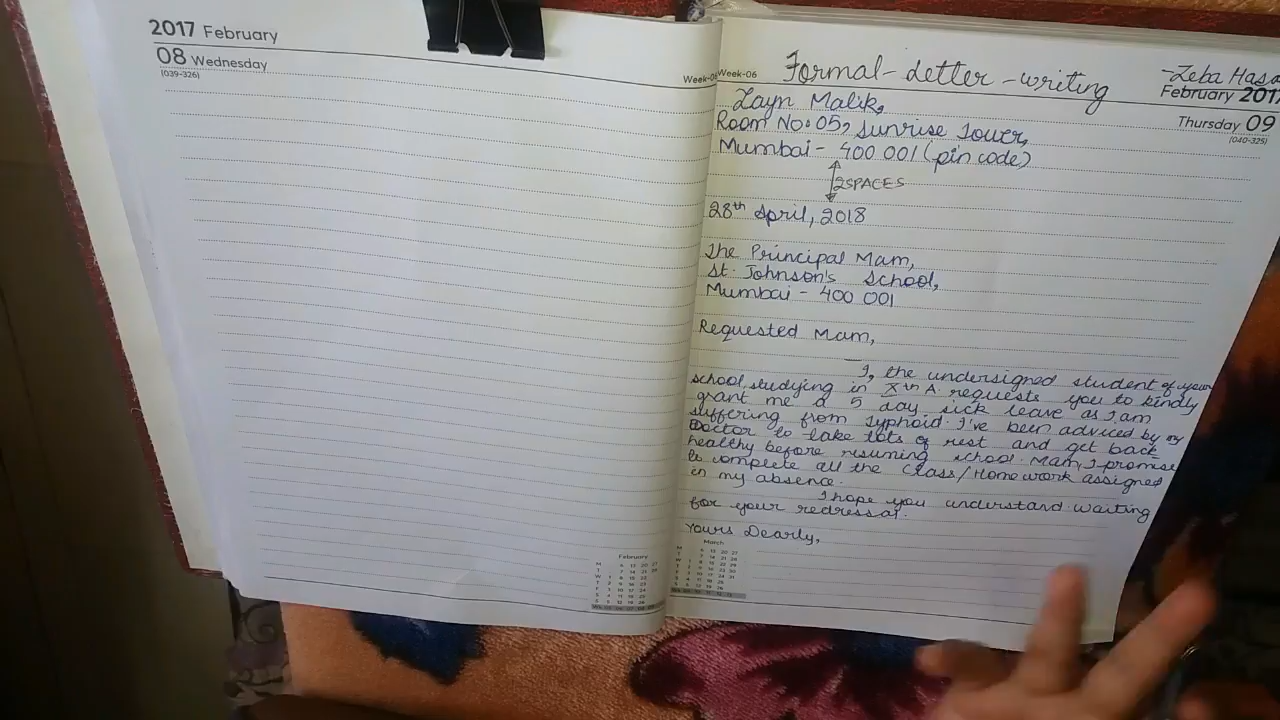 2017 February
08 Wednesday
(039-326)
Week-06
Week-06
Formal-Letter-writing
-Zeba Hasa
February 2017
Thursday 09
(040-325)
Zayn Malik,
Room No:05, Sunrise Tower,
Mumbai- 400 001 (pin code)
2SPACES
28th April, 2018
The Principal Mam,
St. Johnson's School,
Mumbai - 400 001
Requested Mam,
I, the undersigned student of your
school, studying in Xth A requests you to kindly
grant me a 5 day sick leave as I am
suffering from syphoid. I've been adviced by my
Doctor to take lots of rest and get back
healthy before resuming school. Mam, I promise
to complete all the Class/Homework assigned
in my absence.
I hope you understand waiting
for your redressal.
Yours Dearly,
February
March